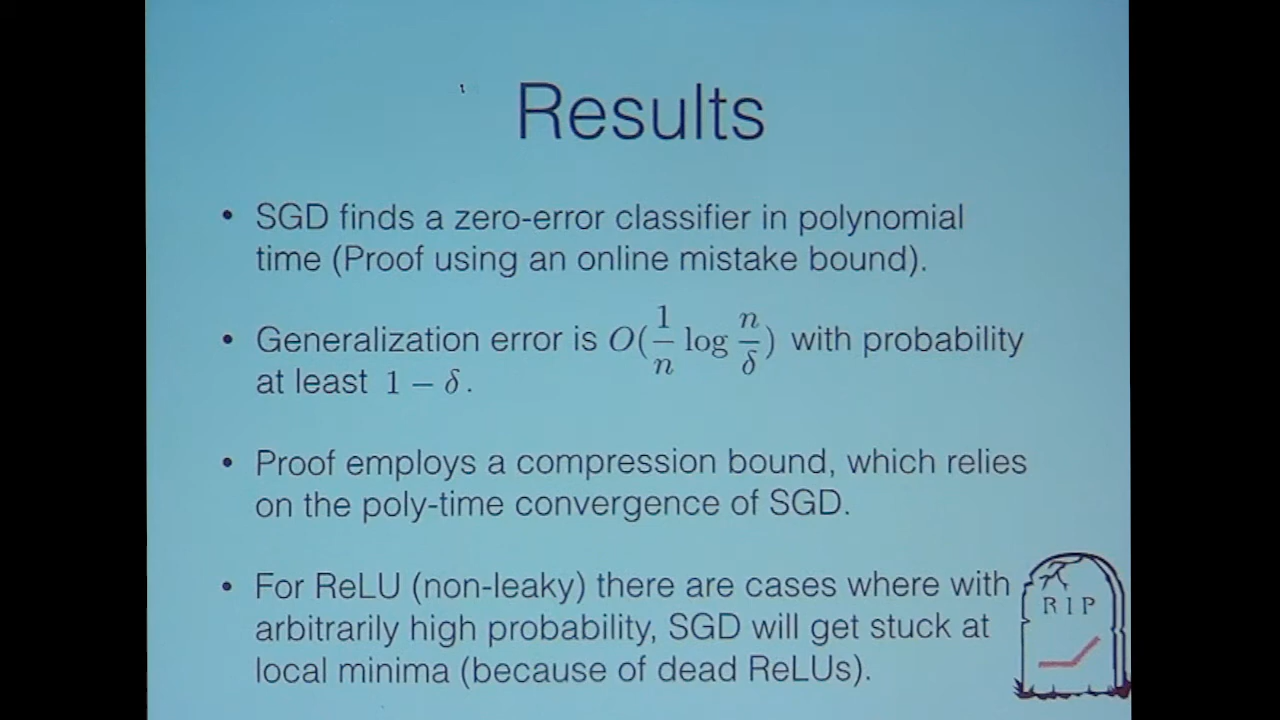 Results
• SGD finds a zero-error classifier in polynomial
time (Proof using an online mistake bound).
• Generalization error is O(1/n log n/δ) with probability
at least 1 − δ.
• Proof employs a compression bound, which relies
on the poly-time convergence of SGD.
• For ReLU (non-leaky) there are cases where with
arbitrarily high probability, SGD will get stuck at
local minima (because of dead ReLUs).
RIP